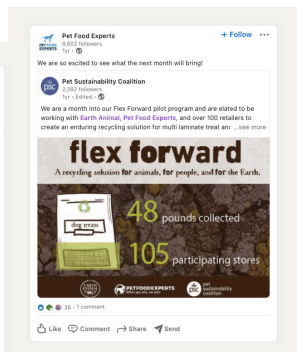 Pet Food Experts
+ Follow
8,602 followers
1yr •
We are so excited to see what the next month will bring!
Pet Sustainability Coalition
2,392 followers
1yr • Edited •
We are a month into our Flex Forward pilot program and are elated to be
working with Earth Animal, Pet Food Experts, and over 100 retailers to
create an enduring recycling solution for multi laminate treat and ...see more
flex forward
A recycling solution for animals, for people, and for the Earth.
dog treats
48 pounds collected
105 participating stores
EARTH ANIMAL
PETFOODEXPERTS
psc
pet
sustainability
coalition
26 • 1 comment
Like Comment Share Send